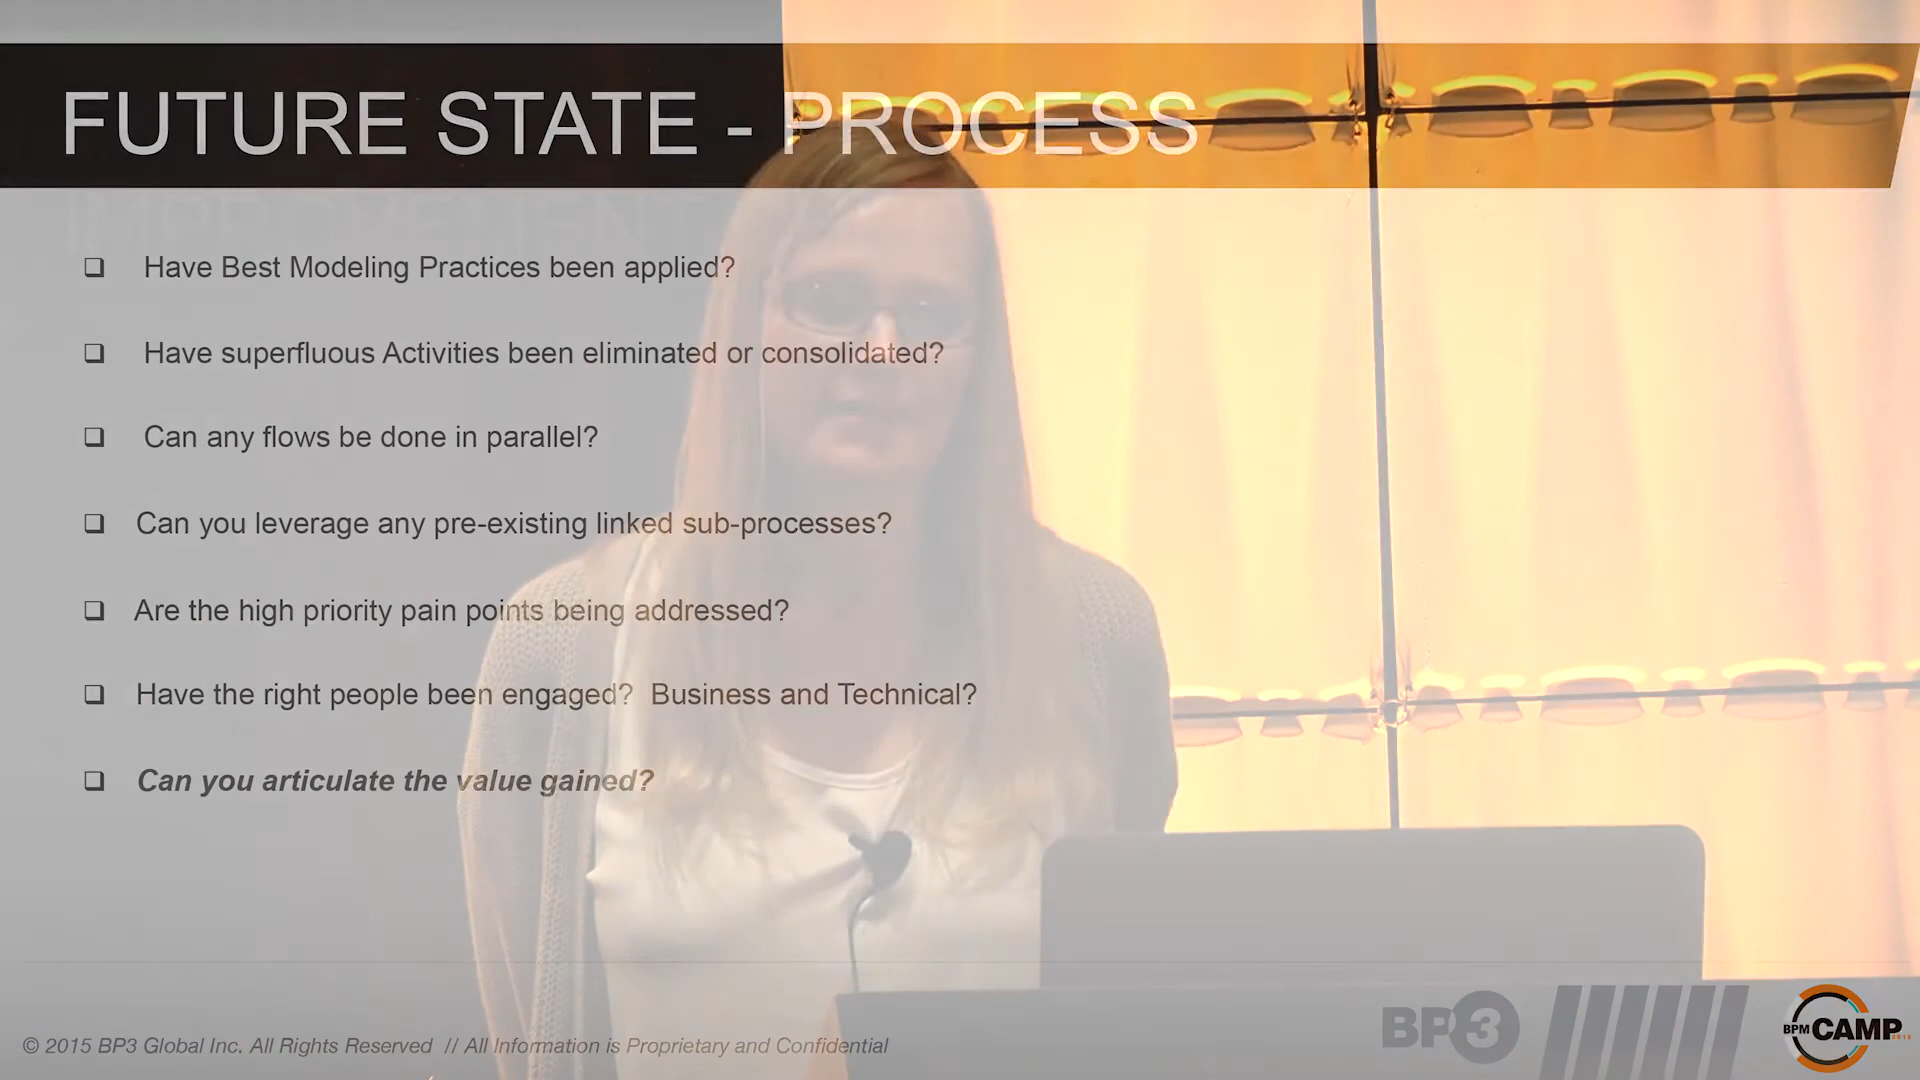 FUTURE STATE - PROCESS
IMPROVEMENT
❑ Have Best Modeling Practices been applied?
❑ Have superfluous Activities been eliminated or consolidated?
❑ Can any flows be done in parallel?
❑ Can you leverage any pre-existing linked sub-processes?
❑ Are the high priority pain points being addressed?
❑ Have the right people been engaged?  Business and Technical?
❑ Can you articulate the value gained?
© 2015 BP3 Global Inc. All Rights Reserved // All Information is Proprietary and Confidential
BP3
BPM CAMP 2015